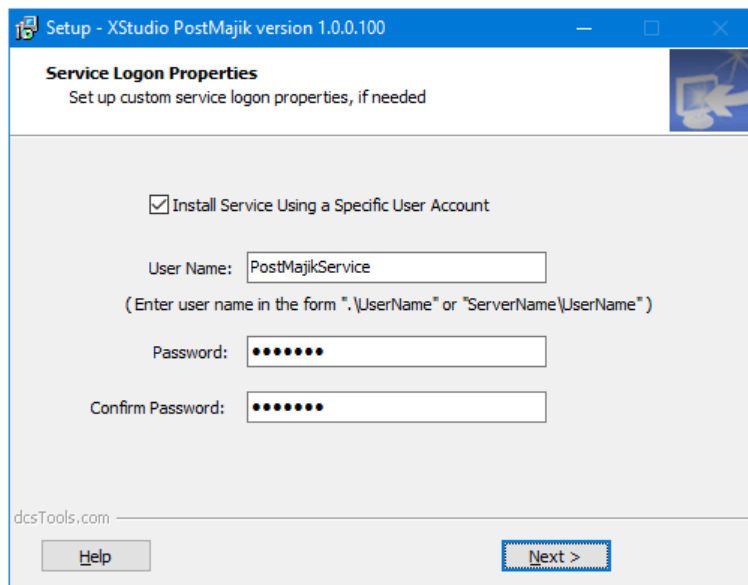 Setup - XStudio PostMajik version 1.0.0.100
Service Logon Properties
Set up custom service logon properties, if needed
Install Service Using a Specific User Account
User Name: PostMajikService
(Enter user name in the form ".\UserName" or "ServerName\UserName")
Password: •••••••
Confirm Password: •••••••
dcsTools.com
Help
Next >